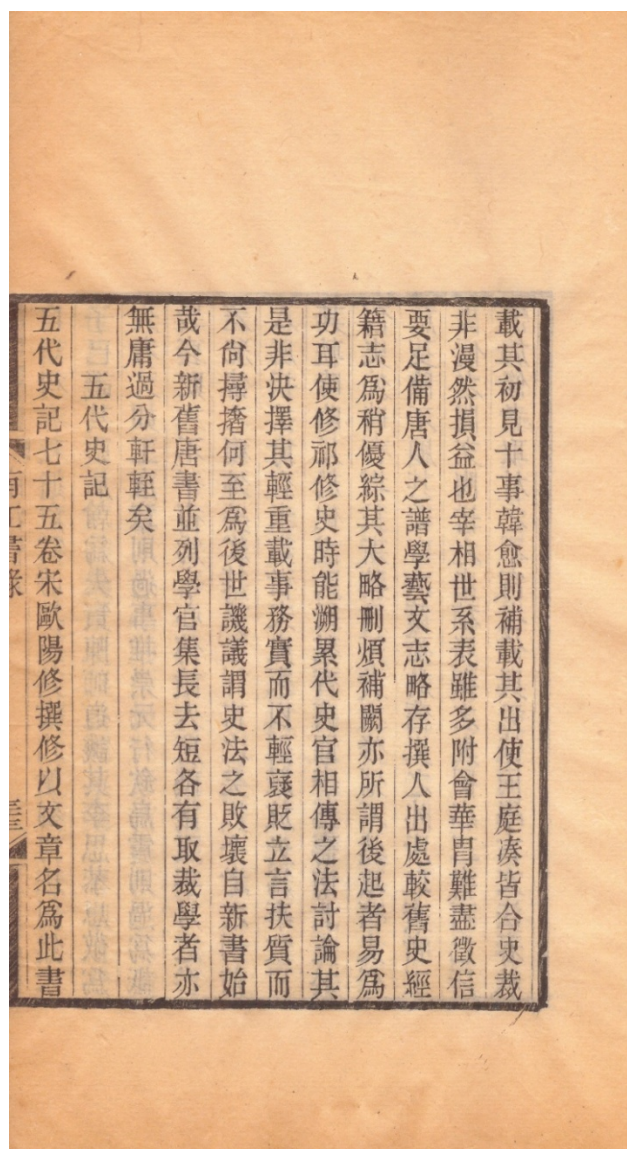 載其初見十事韓愈則補載其出使王庭湊皆合史裁
非漫然損益也宰相世系表雖多附會華胄難盡徵信
要足備唐人之譜學藝文志略存撰人出處較舊史經
籍志爲稍優綜其大略刪煩補闕亦所謂後起者易爲
功耳使修祁修史時能溯累代史官相傳之法討論其
是非決擇其輕重載事務實而不輕襃貶立言扶質而
不尙撏撦何至爲後世譏議謂史法之敗壞自新書始
哉今新舊唐書並列學官集長去短各有取裁學者亦
無庸過分軒輊矣
五代史記
五代史記七十五卷宋歐陽修撰修以文章名爲此書
南江書錄